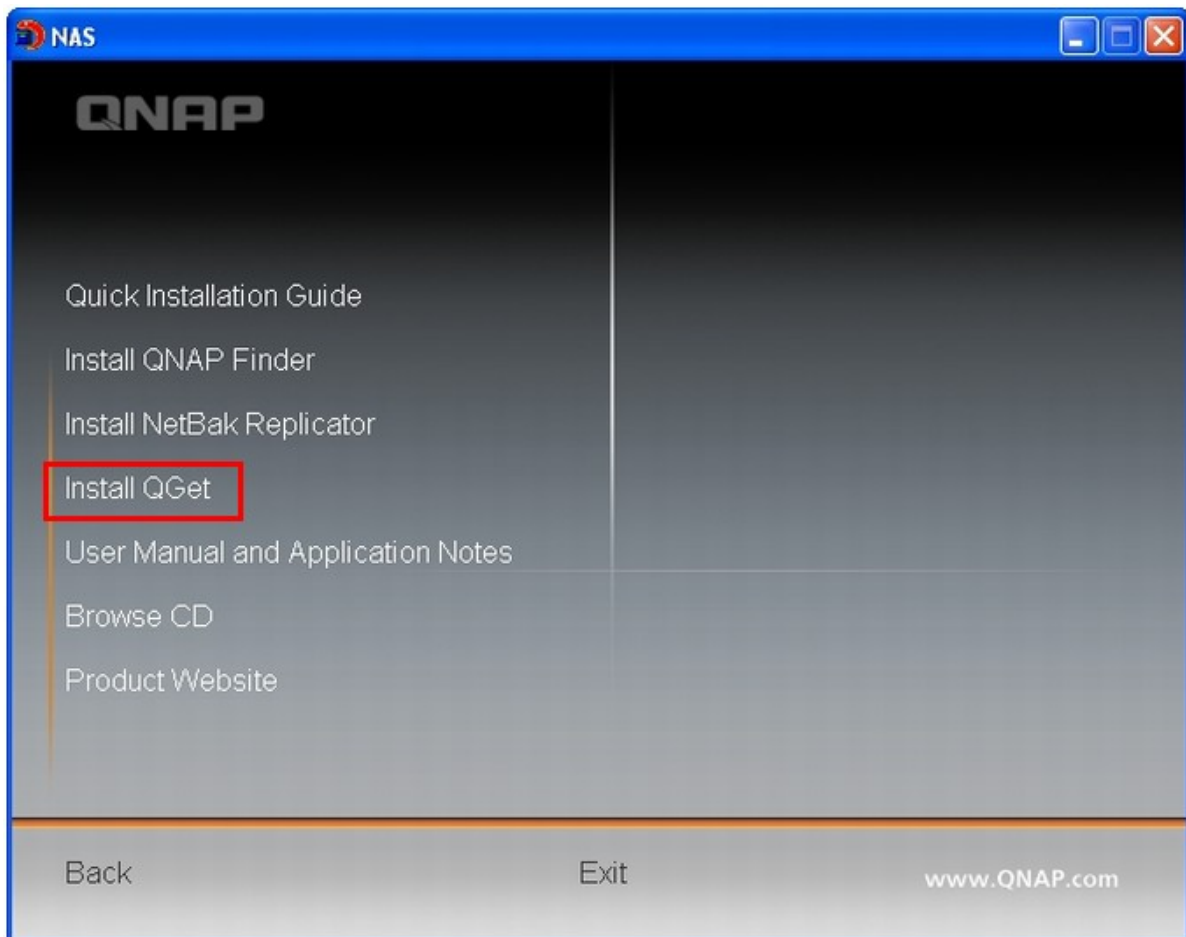 NAS
QNAP
Quick Installation Guide
Install QNAP Finder
Install NetBak Replicator
Install QGet
User Manual and Application Notes
Browse CD
Product Website
Back
Exit
www.QNAP.com